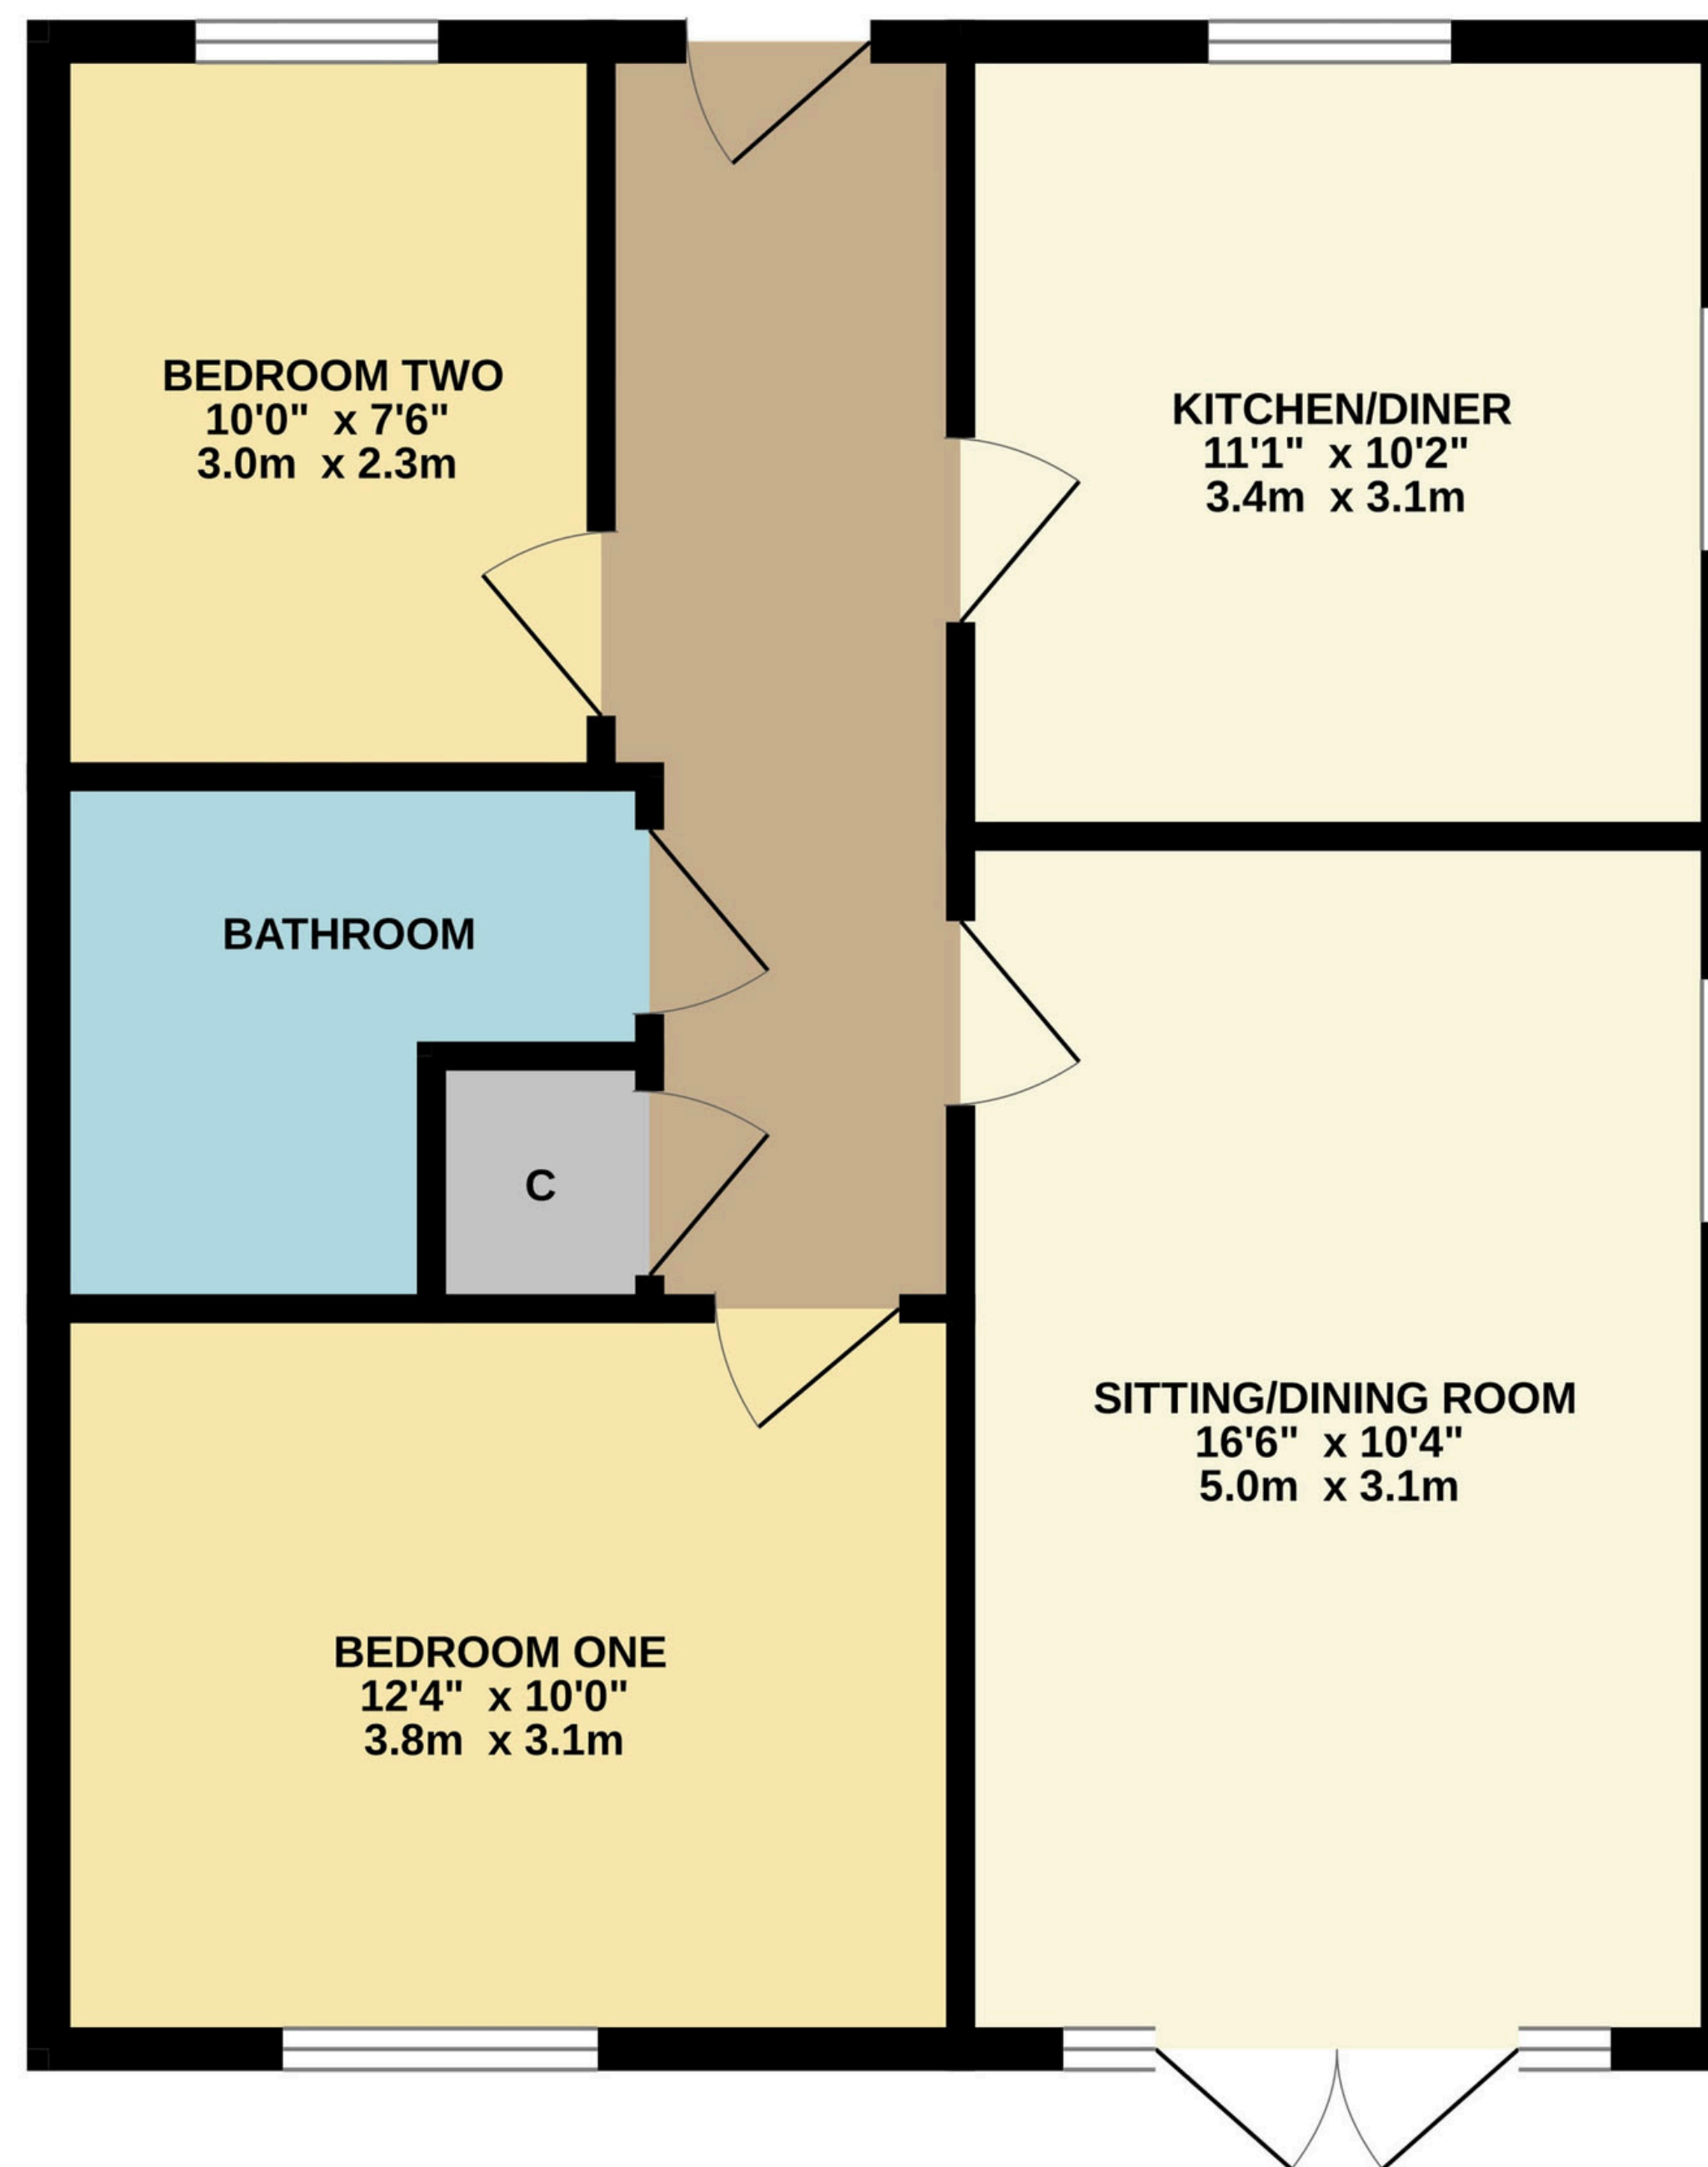 BEDROOM TWO
10'0" x 7'6"
3.0m x 2.3m
KITCHEN/DINER
11'1" x 10'2"
3.4m x 3.1m
BATHROOM
C
SITTING/DINING ROOM
16'6" x 10'4"
5.0m x 3.1m
BEDROOM ONE
12'4" x 10'0"
3.8m x 3.1m